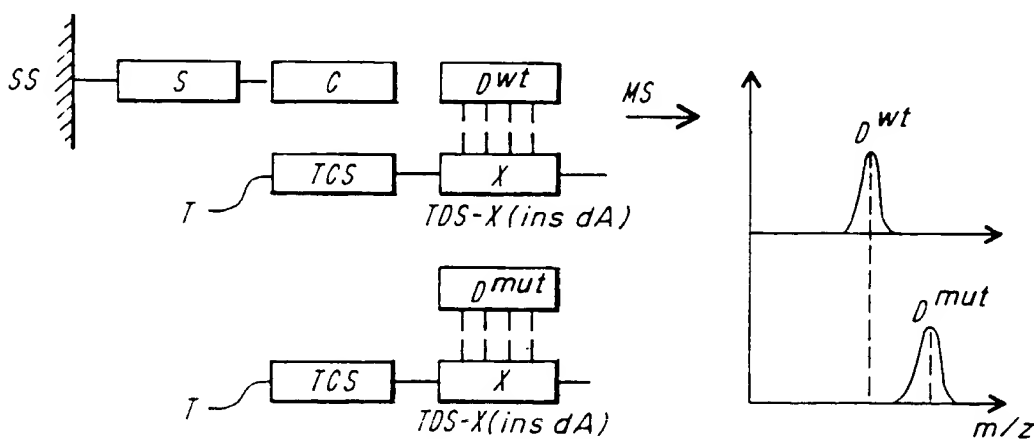 SS
S
C
D^wt
MS
T
TCS
X
TDS-X(ins dA)
D^mut
T
TCS
X
TDS-X(ins dA)
D^wt
D^mut
m/z